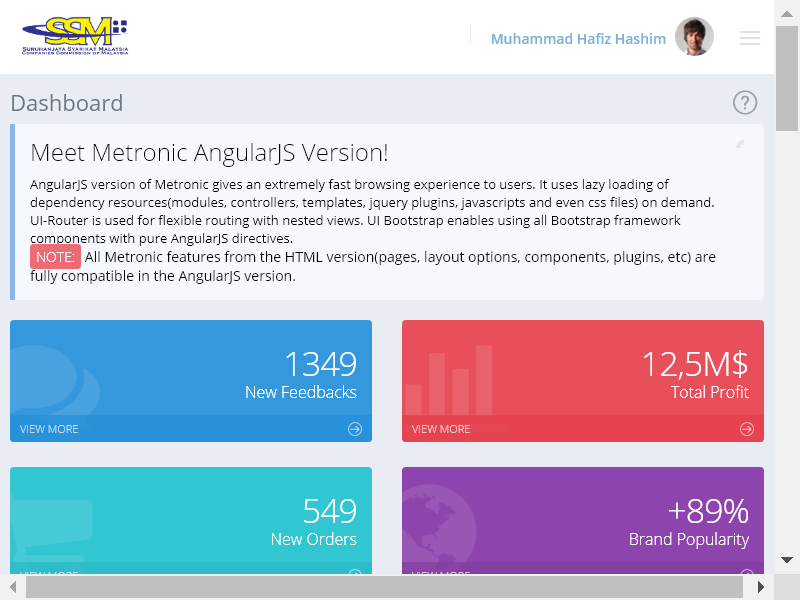 SSM
SURUHANJAYA SYARIKAT MALAYSIA
COMPANIES COMMISSION OF MALAYSIA
Muhammad Hafiz Hashim
Dashboard
?
Meet Metronic AngularJS Version!
AngularJS version of Metronic gives an extremely fast browsing experience to users. It uses lazy loading of
dependency resources(modules, controllers, templates, jquery plugins, javascripts and even css files) on demand.
UI-Router is used for flexible routing with nested views. UI Bootstrap enables using all Bootstrap framework
components with pure AngularJS directives.
NOTE: All Metronic features from the HTML version(pages, layout options, components, plugins, etc) are
fully compatible in the AngularJS version.
1349
New Feedbacks
VIEW MORE
12,5M$
Total Profit
VIEW MORE
549
New Orders
VIEW MORE
+89%
Brand Popularity
VIEW MORE